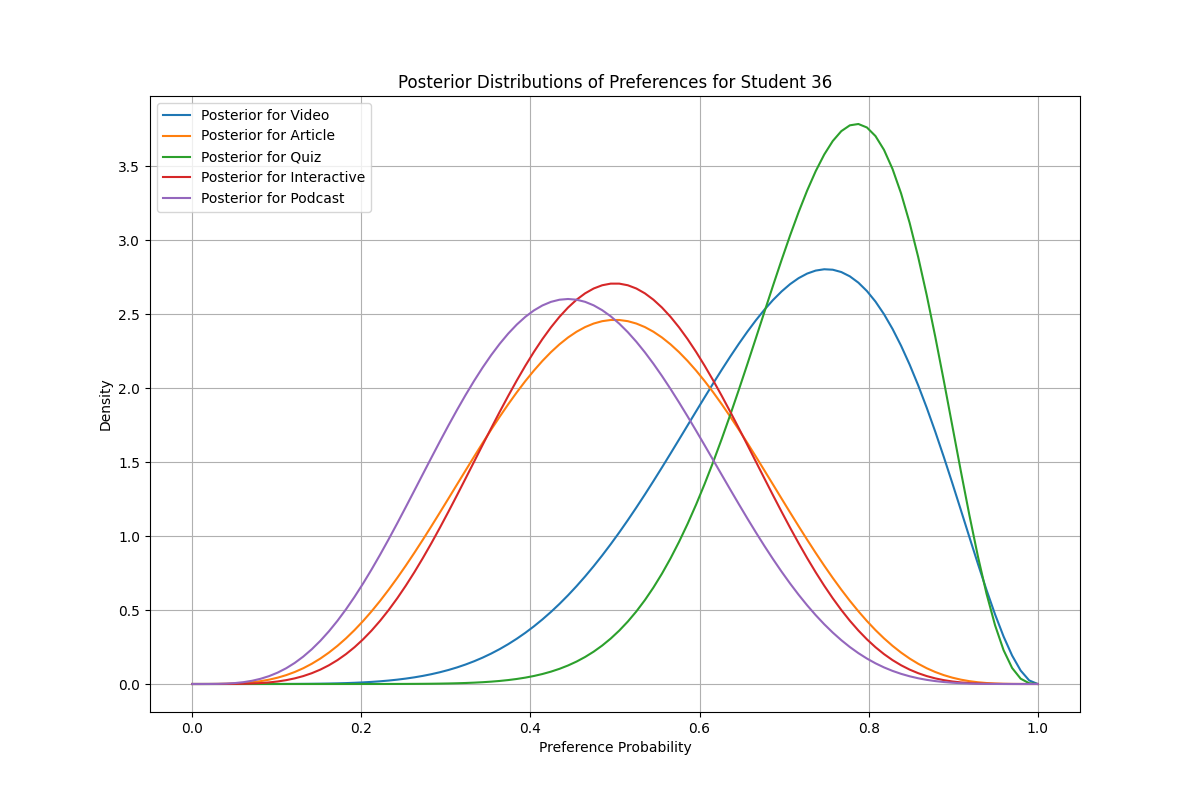 Posterior Distributions of Preferences for Student 36
Posterior for Video
Posterior for Article
Posterior for Quiz
Posterior for Interactive
Posterior for Podcast
Density
3.5
3.0
2.5
2.0
1.5
1.0
0.5
0.0
0.0 0.2 0.4 0.6 0.8 1.0
Preference Probability